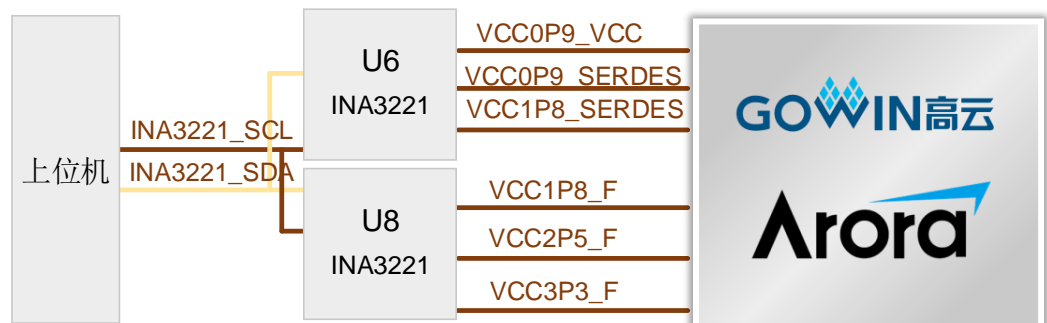 上位机
INA3221_SCL
INA3221_SDA
U6
INA3221
U8
INA3221
VCC0P9_VCC
VCC0P9_SERDES
VCC1P8_SERDES
VCC1P8_F
VCC2P5_F
VCC3P3_F
GOWIN高云
Arora